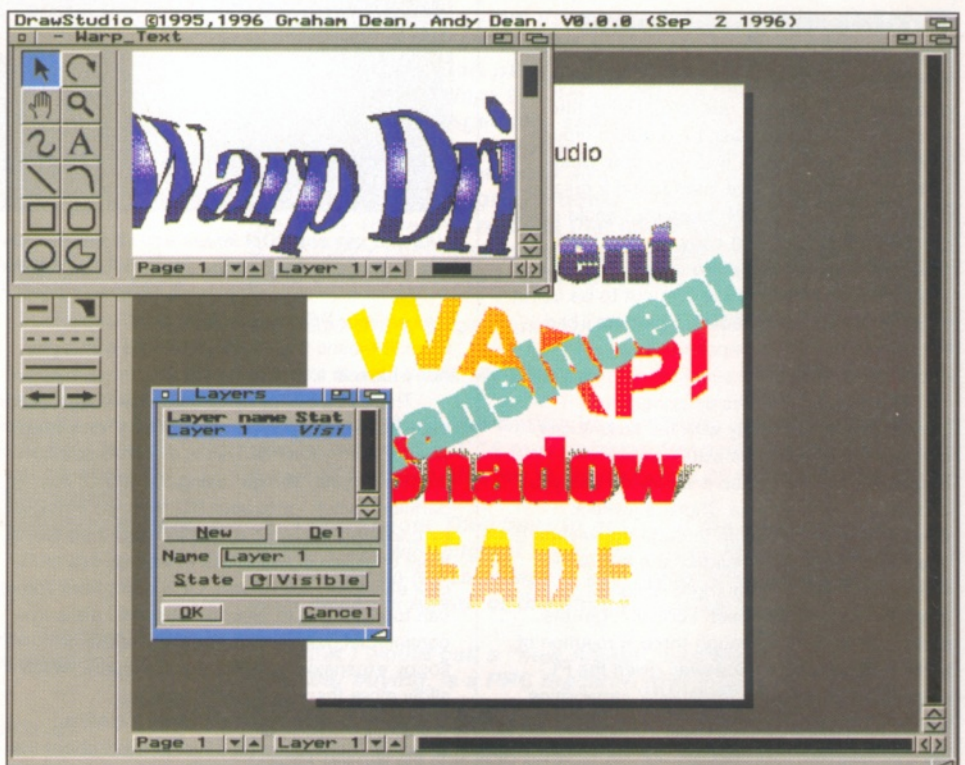 DrawStudio ©1995,1996 Graham Dean, Andy Dean. V0.0.0 (Sep 2 1996)
Warp_Text
A
Warp Dri
Page 1 Layer 1
udio
ent
WARP!
anslucent
Shadow
FADE
Layers
Layer name Stat
Layer 1 Visi
New Del
Name Layer 1
State Visible
OK Cancel
Page 1 Layer 1